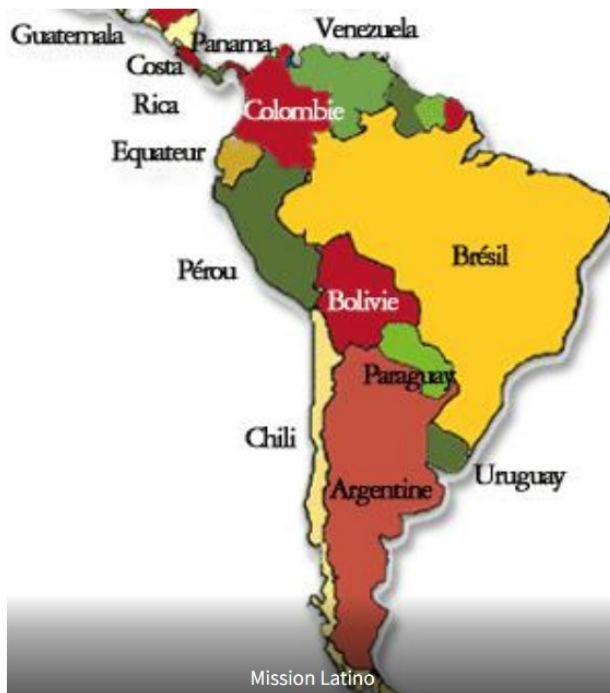 Guatemala
Panama
Venezuela
Costa
Rica
Colombie
Equateur
Brésil
Pérou
Bolivie
Paraguay
Chili
Argentine
Uruguay
Mission Latino